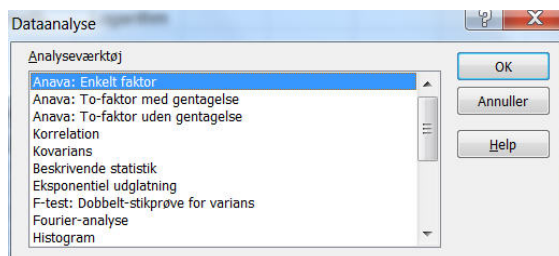 Dataanalyse
Analyseværktøj
Anava: Enkelt faktor
Anava: To-faktor med gentagelse
Anava: To-faktor uden gentagelse
Korrelation
Kovarians
Beskrivende statistik
Eksponentiel udglatning
F-test: Dobbelt-stikprøve for varians
Fourier-analyse
Histogram
OK
Annuller
Help